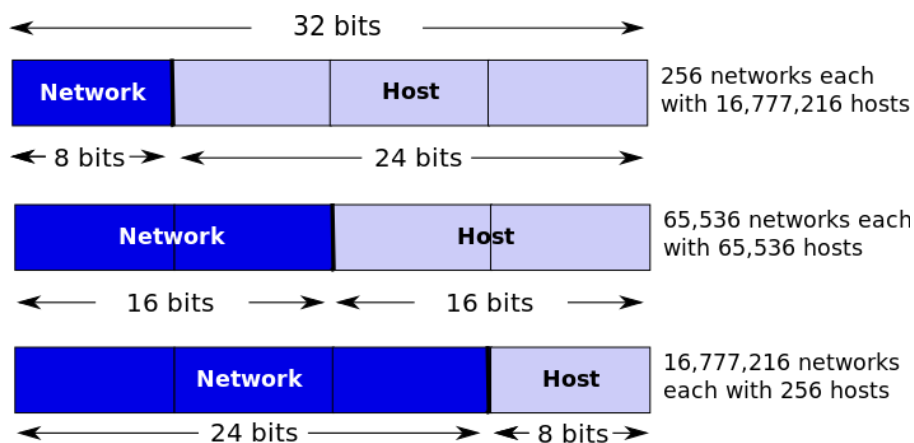 32 bits
Network
Host
256 networks each
with 16,777,216 hosts
8 bits
24 bits
Network
Host
65,536 networks each
with 65,536 hosts
16 bits
16 bits
Network
Host
16,777,216 networks
each with 256 hosts
24 bits
8 bits